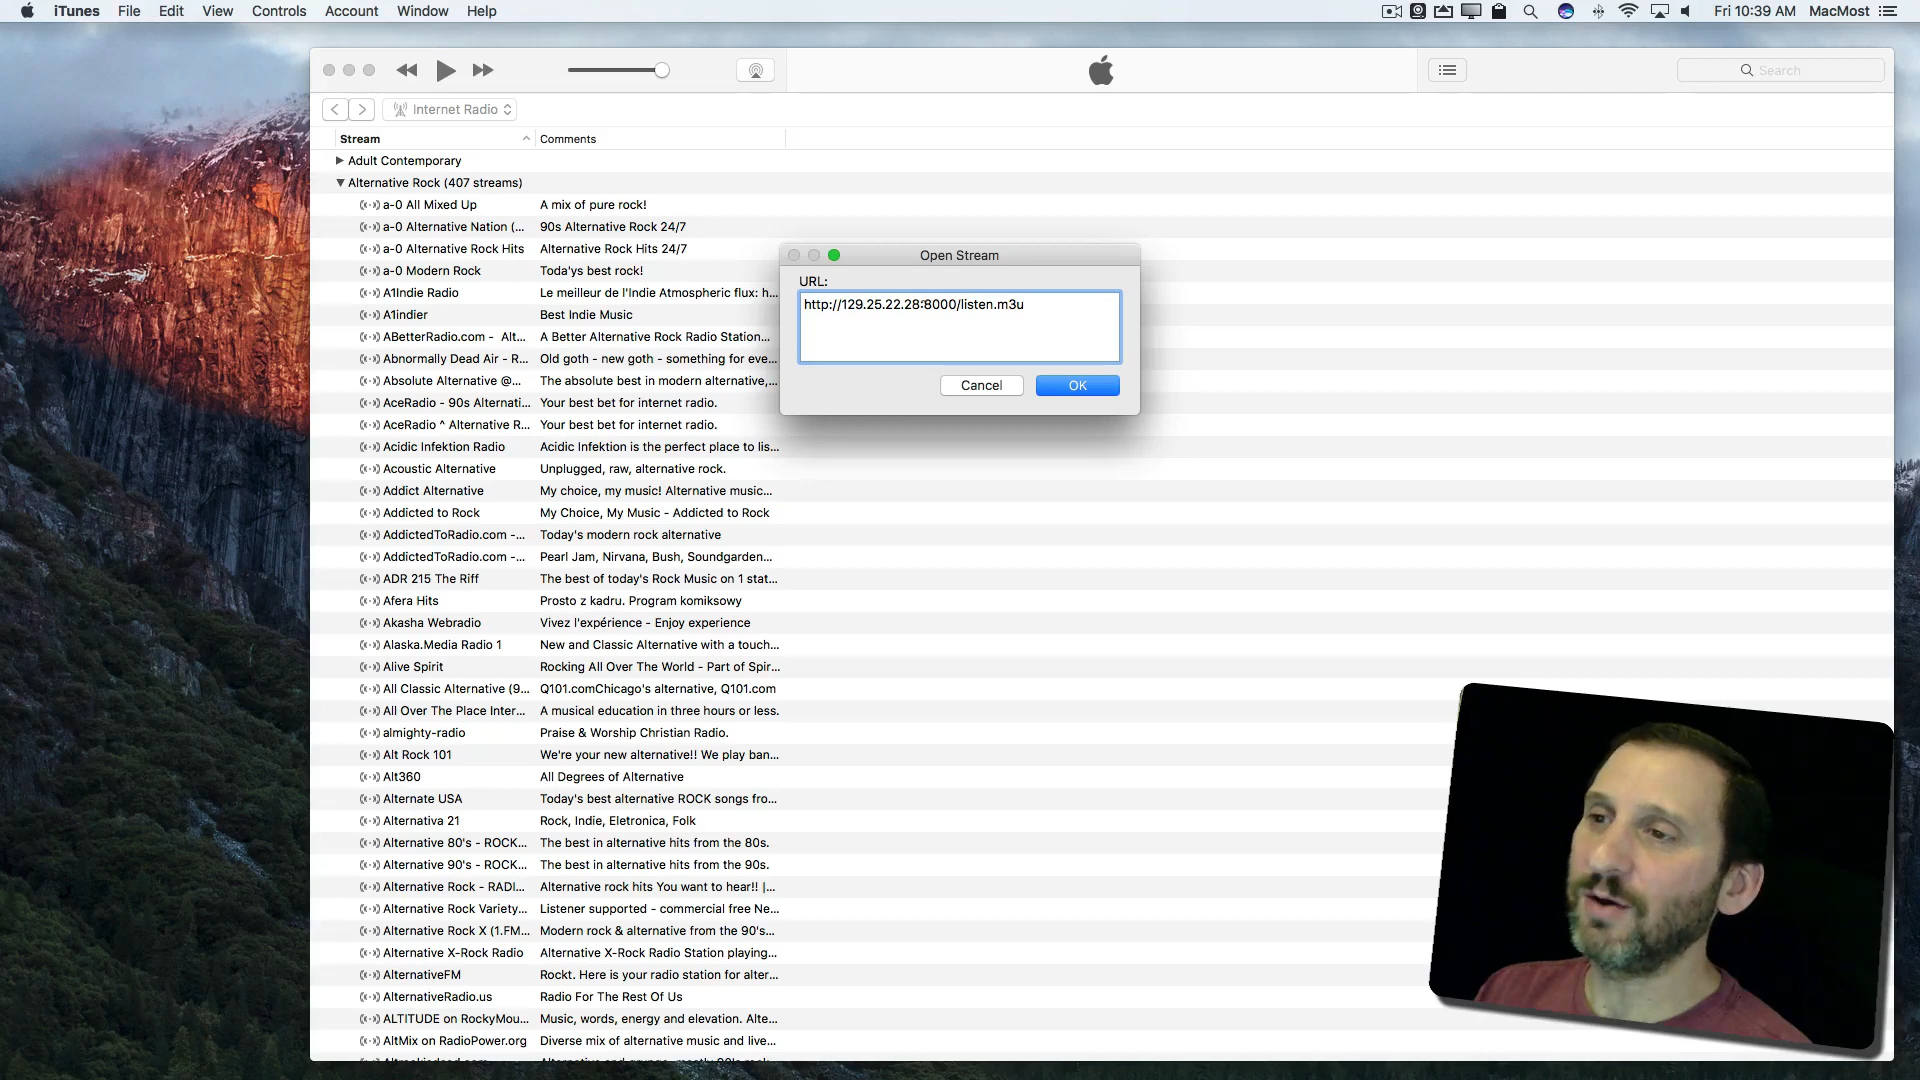 iTunes File Edit View Controls Account Window Help Fri 10:39 AM MacMost
Search
Internet Radio
Stream Comments
Adult Contemporary
Alternative Rock (407 streams)
a-0 All Mixed Up A mix of pure rock!
a-0 Alternative Nation (... 90s Alternative Rock 24/7
a-0 Alternative Rock Hits Alternative Rock Hits 24/7
a-0 Modern Rock Toda'ys best rock!
A1Indie Radio Le meilleur de l'Indie Atmospheric flux: h...
A1indier Best Indie Music
ABetterRadio.com - Alt... A Better Alternative Rock Radio Station...
Abnormally Dead Air - R... Old goth - new goth - something for eve...
Absolute Alternative @... The absolute best in modern alternative,...
AceRadio - 90s Alternati... Your best bet for internet radio.
AceRadio ^ Alternative R... Your best bet for internet radio.
Acidic Infektion Radio Acidic Infektion is the perfect place to lis...
Acoustic Alternative Unplugged, raw, alternative rock.
Addict Alternative My choice, my music! Alternative music...
Addicted to Rock My Choice, My Music - Addicted to Rock
AddictedToRadio.com -... Today's modern rock alternative
AddictedToRadio.com -... Pearl Jam, Nirvana, Bush, Soundgarden...
ADR 215 The Riff The best of today's Rock Music on 1 stat...
Afera Hits Prosto z kadru. Program komiksowy
Akasha Webradio Vivez l'expérience - Enjoy experience
Alaska.Media Radio 1 New and Classic Alternative with a touch...
Alive Spirit Rocking All Over The World - Part of Spir...
All Classic Alternative (9... Q101.comChicago's alternative, Q101.com
All Over The Place Inter... A musical education in three hours or less.
almighty-radio Praise & Worship Christian Radio.
Alt Rock 101 We're your new alternative!! We play ban...
Alt360 All Degrees of Alternative
Alternate USA Today's best alternative ROCK songs fro...
Alternativa 21 Rock, Indie, Eletronica, Folk
Alternative 80's - ROCK... The best in alternative hits from the 80s.
Alternative 90's - ROCK... The best in alternative hits from the 90s.
Alternative Rock - RADI... Alternative rock hits You want to hear!! |...
Alternative Rock Variety... Listener supported - commercial free Ne...
Alternative Rock X (1.FM... Modern rock & alternative from the 90's...
Alternative X-Rock Radio Alternative X-Rock Radio Station playing...
AlternativeFM Rockt. Here is your radio station for alter...
AlternativeRadio.us Radio For The Rest Of Us
ALTITUDE on RockyMou... Music, words, energy and elevation. Alte...
AltMix on RadioPower.org Diverse mix of alternative music and live...
Open Stream
URL:
http://129.25.22.28:8000/listen.m3u
Cancel OK